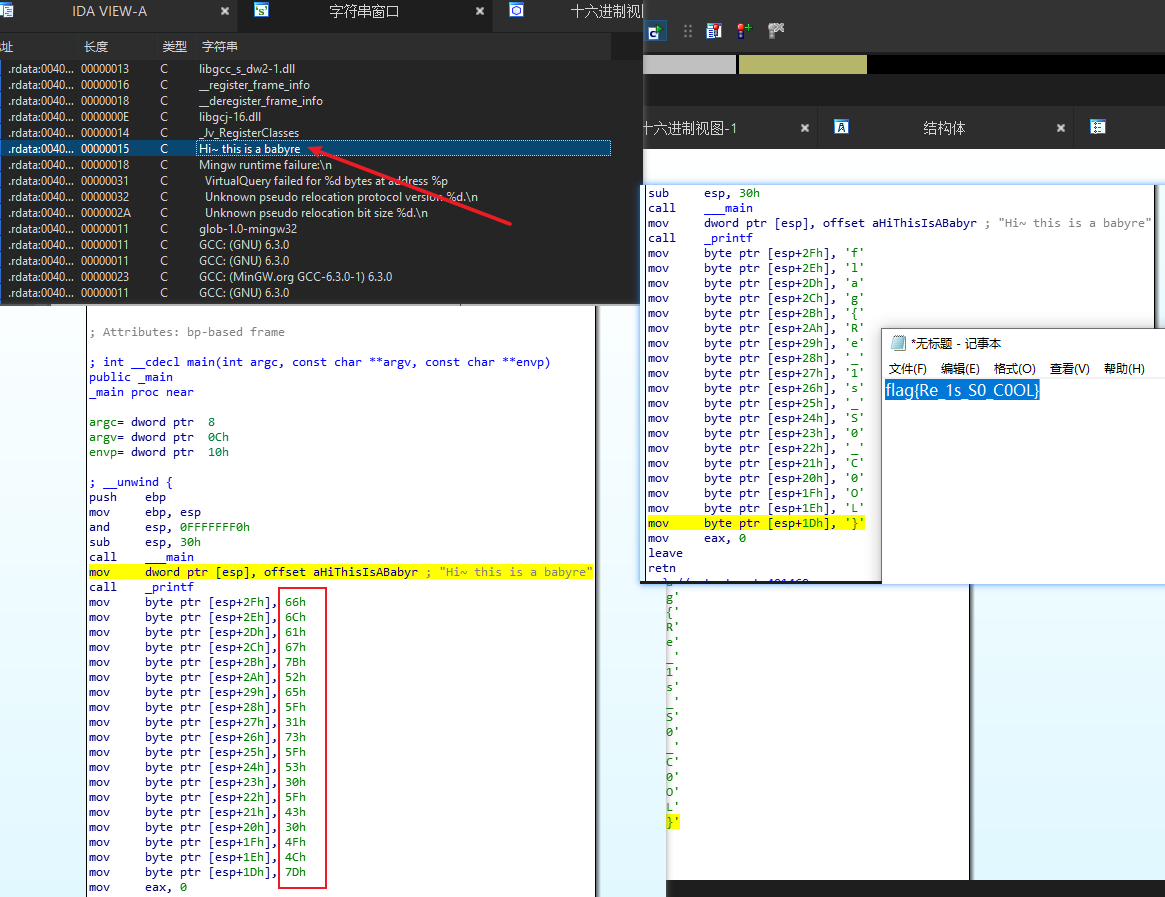 IDA VIEW-A
字符串窗口
十六进制视图
址 长度 类型 字符串
.rdata:0040... 00000013 C libgcc_s_dw2-1.dll
.rdata:0040... 00000016 C __register_frame_info
.rdata:0040... 00000018 C __deregister_frame_info
.rdata:0040... 0000000E C libgcj-16.dll
.rdata:0040... 00000014 C _Jv_RegisterClasses
.rdata:0040... 00000015 C Hi~ this is a babyre
.rdata:0040... 00000018 C Mingw runtime failure:\n
.rdata:0040... 00000031 C VirtualQuery failed for %d bytes at address %p
.rdata:0040... 00000032 C Unknown pseudo relocation protocol version %d.\n
.rdata:0040... 0000002A C Unknown pseudo relocation bit size %d.\n
.rdata:0040... 00000011 C glob-1.0-mingw32
.rdata:0040... 00000011 C GCC: (GNU) 6.3.0
.rdata:0040... 00000011 C GCC: (GNU) 6.3.0
.rdata:0040... 00000023 C GCC: (MinGW.org GCC-6.3.0-1) 6.3.0
.rdata:0040... 00000011 C GCC: (GNU) 6.3.0
; Attributes: bp-based frame
; int __cdecl main(int argc, const char **argv, const char **envp)
public _main
_main proc near
argc= dword ptr 8
argv= dword ptr 0Ch
envp= dword ptr 10h
; __unwind {
push ebp
mov ebp, esp
and esp, 0FFFFFFF0h
sub esp, 30h
call ___main
mov dword ptr [esp], offset aHiThisIsABabyr ; "Hi~ this is a babyre"
call _printf
mov byte ptr [esp+2Fh], 66h
mov byte ptr [esp+2Eh], 6Ch
mov byte ptr [esp+2Dh], 61h
mov byte ptr [esp+2Ch], 67h
mov byte ptr [esp+2Bh], 7Bh
mov byte ptr [esp+2Ah], 52h
mov byte ptr [esp+29h], 65h
mov byte ptr [esp+28h], 5Fh
mov byte ptr [esp+27h], 31h
mov byte ptr [esp+26h], 73h
mov byte ptr [esp+25h], 5Fh
mov byte ptr [esp+24h], 53h
mov byte ptr [esp+23h], 30h
mov byte ptr [esp+22h], 5Fh
mov byte ptr [esp+21h], 43h
mov byte ptr [esp+20h], 30h
mov byte ptr [esp+1Fh], 4Fh
mov byte ptr [esp+1Eh], 4Ch
mov byte ptr [esp+1Dh], 7Dh
mov eax, 0
十六进制视图-1
结构体
sub esp, 30h
call ___main
mov dword ptr [esp], offset aHiThisIsABabyr ; "Hi~ this is a babyre"
call _printf
mov byte ptr [esp+2Fh], 'f'
mov byte ptr [esp+2Eh], 'l'
mov byte ptr [esp+2Dh], 'a'
mov byte ptr [esp+2Ch], 'g'
mov byte ptr [esp+2Bh], '{'
mov byte ptr [esp+2Ah], 'R'
mov byte ptr [esp+29h], 'e'
mov byte ptr [esp+28h], '_'
mov byte ptr [esp+27h], '1'
mov byte ptr [esp+26h], 's'
mov byte ptr [esp+25h], '_'
mov byte ptr [esp+24h], 'S'
mov byte ptr [esp+23h], '0'
mov byte ptr [esp+22h], '_'
mov byte ptr [esp+21h], 'C'
mov byte ptr [esp+20h], '0'
mov byte ptr [esp+1Fh], 'O'
mov byte ptr [esp+1Eh], 'L'
mov byte ptr [esp+1Dh], '}'
mov eax, 0
leave
retn
*无标题 - 记事本
文件(F) 编辑(E) 格式(O) 查看(V) 帮助(H)
flag{Re_1s_S0_C0OL}
g'
{'
R'
e'
_'
1'
s'
_'
S'
0'
_'
C'
0'
O'
L'
}'